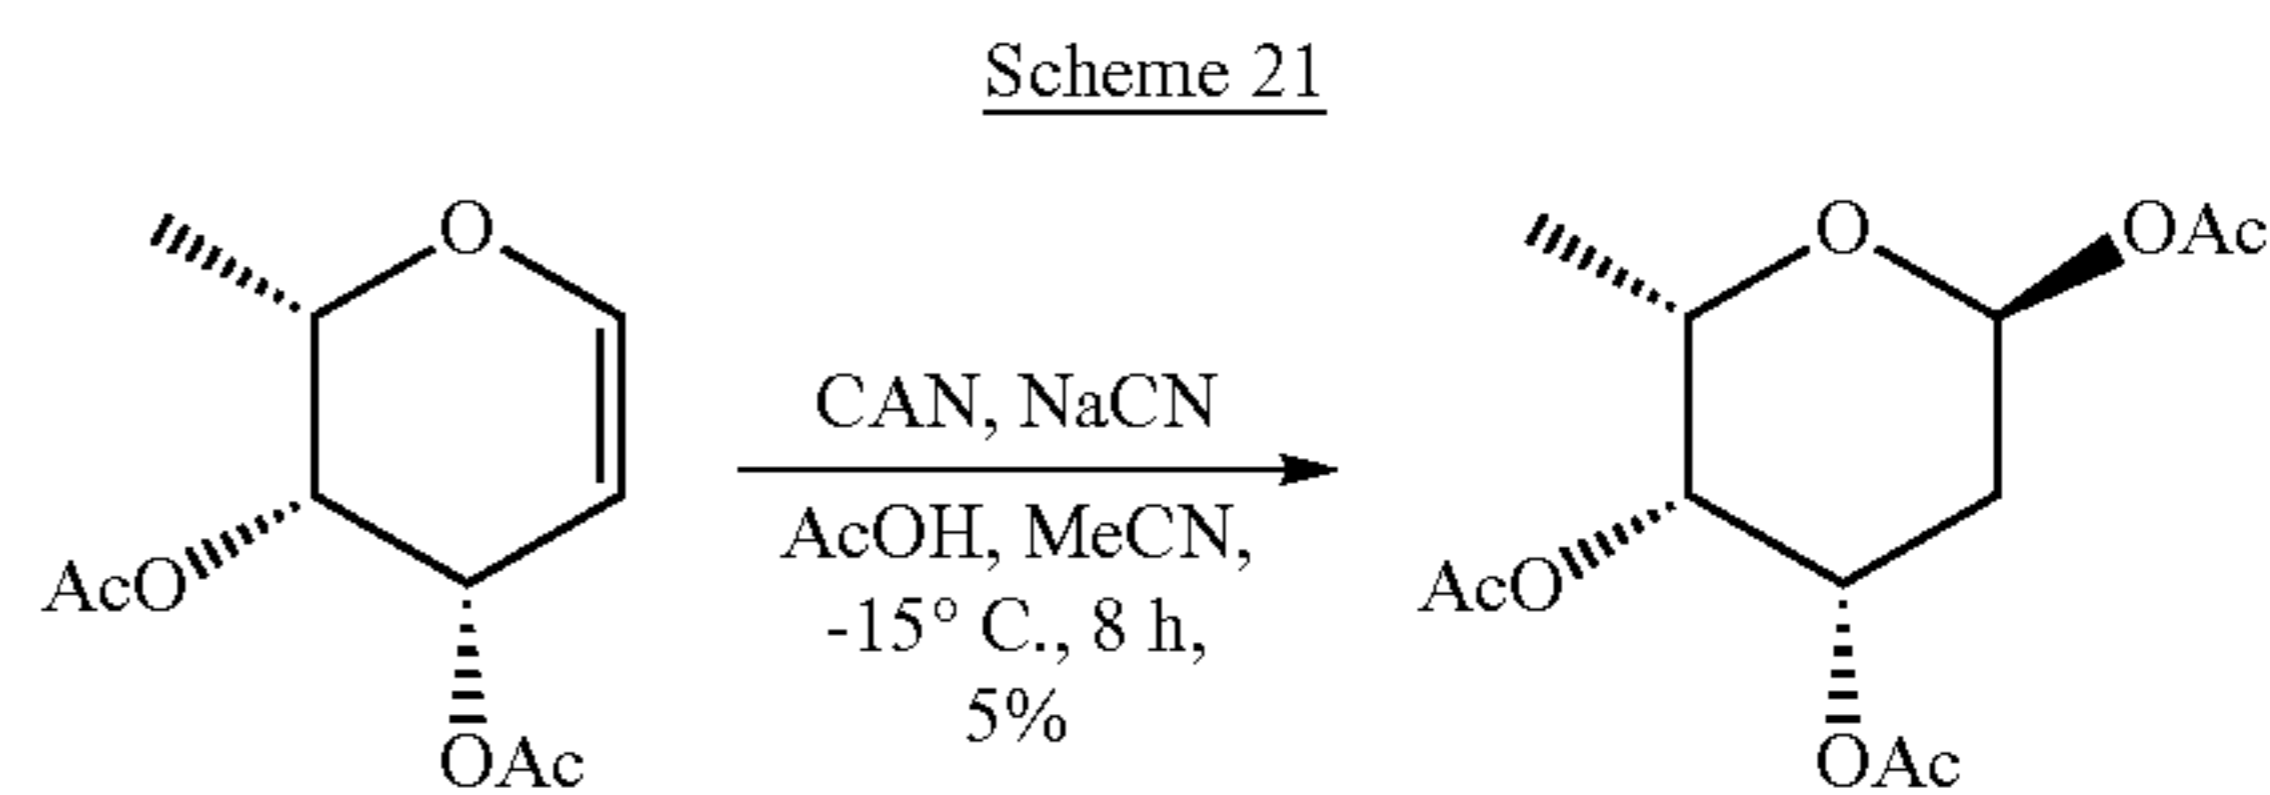 Scheme 21
O
O
OAc
CAN, NaCN
AcOH, MeCN,
-15° C., 8 h,
5%
AcO
AcO
OAc
OAc